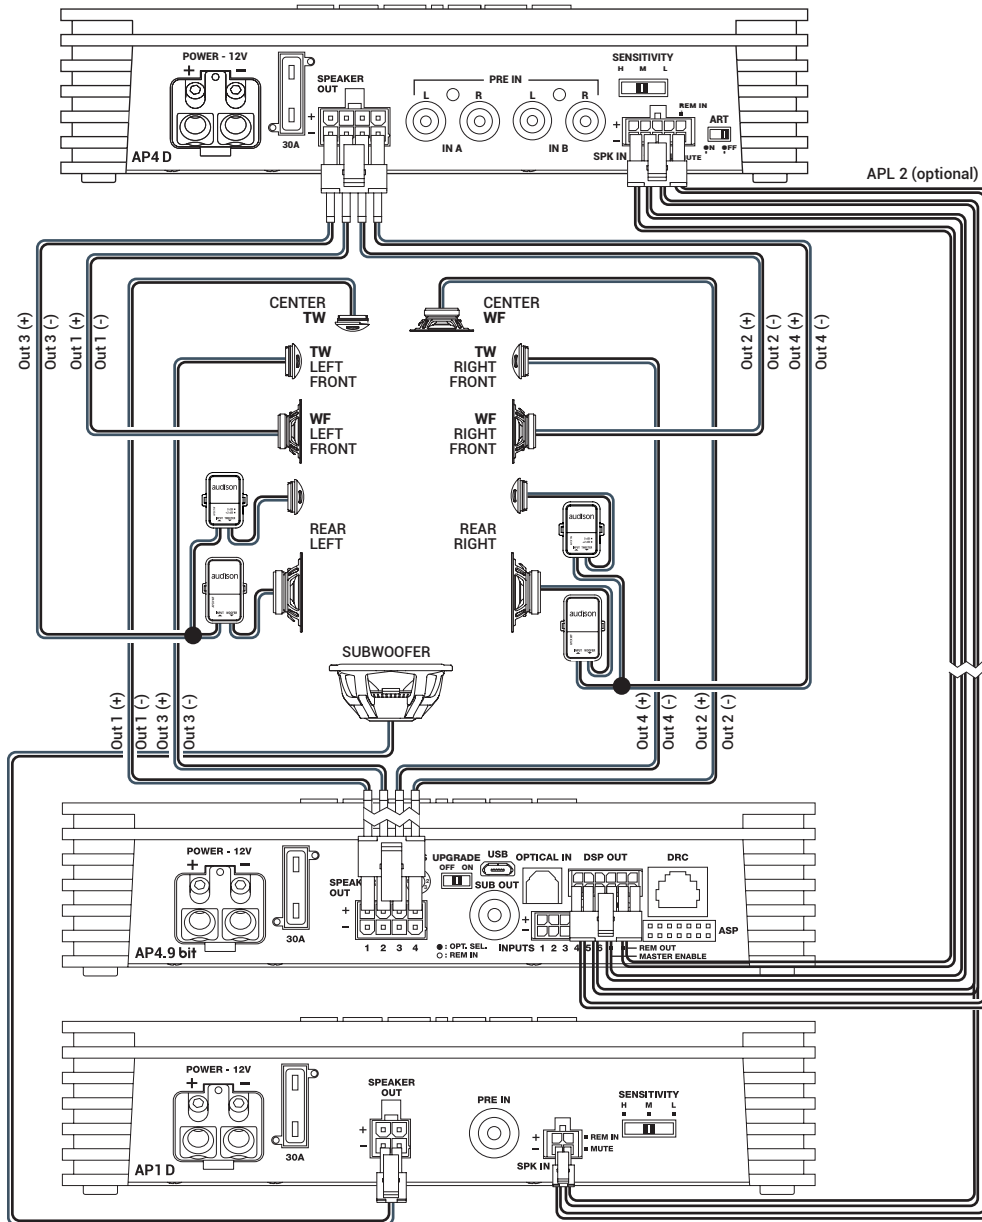 POWER - 12V
+ −
30A
SPEAKER
OUT
+
−
PRE IN
L R L R
IN A IN B
SENSITIVITY
H M L
REM IN
ART
ON OFF
+
−
SPK IN
UTE
AP4 D
APL 2 (optional)
Out 3 (+)
Out 3 (-)
Out 1 (+)
Out 1 (-)
CENTER
TW
CENTER
WF
Out 2 (+)
Out 2 (-)
Out 4 (+)
Out 4 (-)
TW
LEFT
FRONT
TW
RIGHT
FRONT
WF
LEFT
FRONT
WF
RIGHT
FRONT
audison
audison
REAR
LEFT
REAR
RIGHT
audison
audison
SUBWOOFER
Out 1 (+)
Out 1 (-)
Out 3 (+)
Out 3 (-)
Out 4 (+)
Out 4 (-)
Out 2 (+)
Out 2 (-)
POWER - 12V
+ −
30A
SPEAK
OUT
+
−
1 2 3 4
UPGRADE
OFF ON
USB
SUB OUT
OPTICAL IN
DSP OUT
DRC
+
−
ASP
● : OPT. SEL.
○ : REM IN
INPUTS 1 2 3 4 5 6
REM OUT
MASTER ENABLE
AP4.9 bit
POWER - 12V
+ −
30A
SPEAKER
OUT
+
−
PRE IN
+
−
REM IN
MUTE
SPK IN
SENSITIVITY
H M L
AP1 D